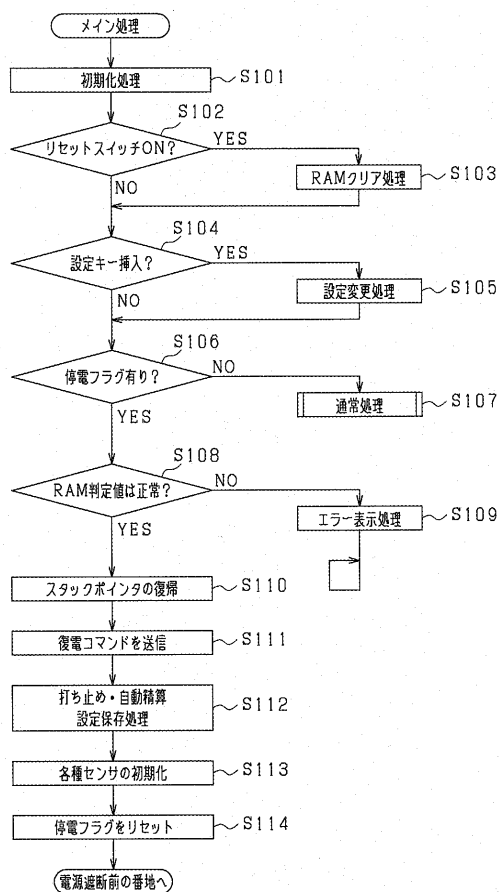 メイン処理
初期化処理
S101
S102
リセットスイッチON?
YES
NO
RAMクリア処理
S103
S104
設定キー挿入?
YES
NO
設定変更処理
S105
S106
停電フラグ有り?
NO
YES
通常処理
S107
S108
RAM判定値は正常?
NO
YES
エラー表示処理
S109
スタックポインタの復帰
S110
復電コマンドを送信
S111
打ち止め・自動精算
設定保存処理
S112
各種センサの初期化
S113
停電フラグをリセット
S114
電源遮断前の番地へ